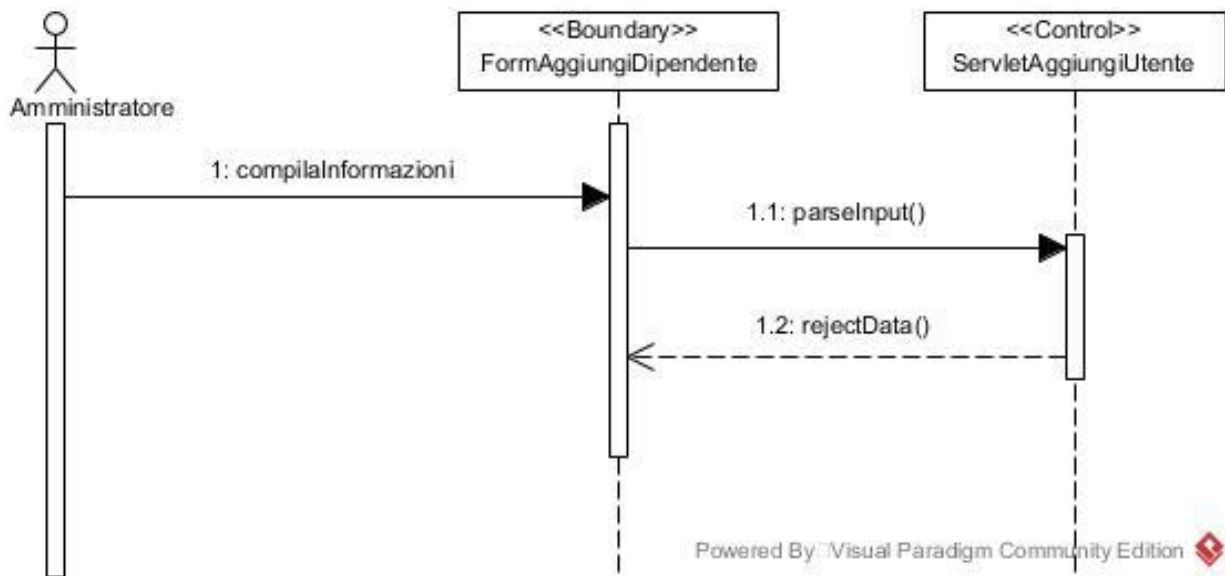 <<Boundary>>
FormAggiungiDipendente
<<Control>>
ServletAggiungiUtente
Amministratore
1: compilaInformazioni
1.1: parseInput()
1.2: rejectData()
Powered By Visual Paradigm Community Edition